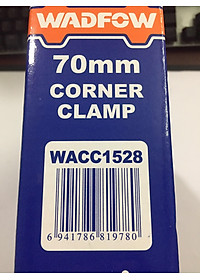 WADFOW
70mm
CORNER
CLAMP
WACC1528
6 941786 819780